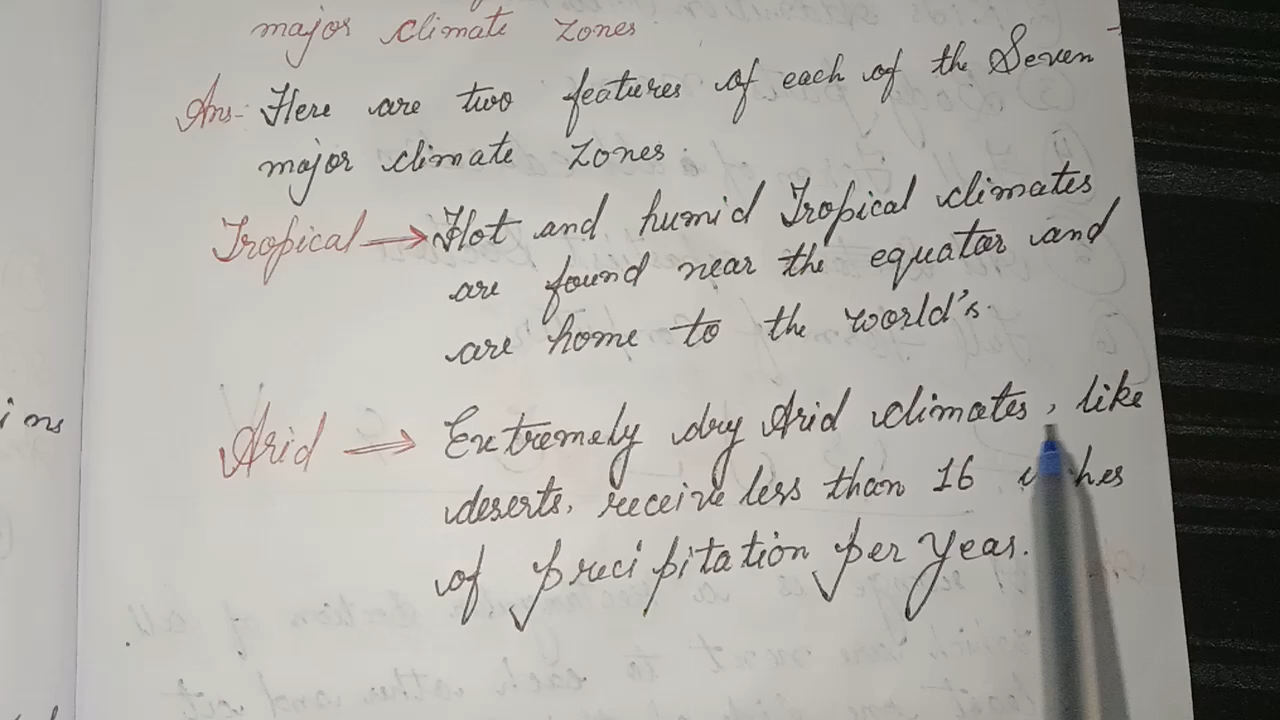 major climate zones
Ans- Here are two features of each of the Seven
major climate zones.
Tropical → Hot and humid Tropical climates
are found near the equator and
are home to the world's.
Arid ⇒ Extremely dry Arid climates, like
deserts, receive less than 16 inches
of precipitation per year.
ins